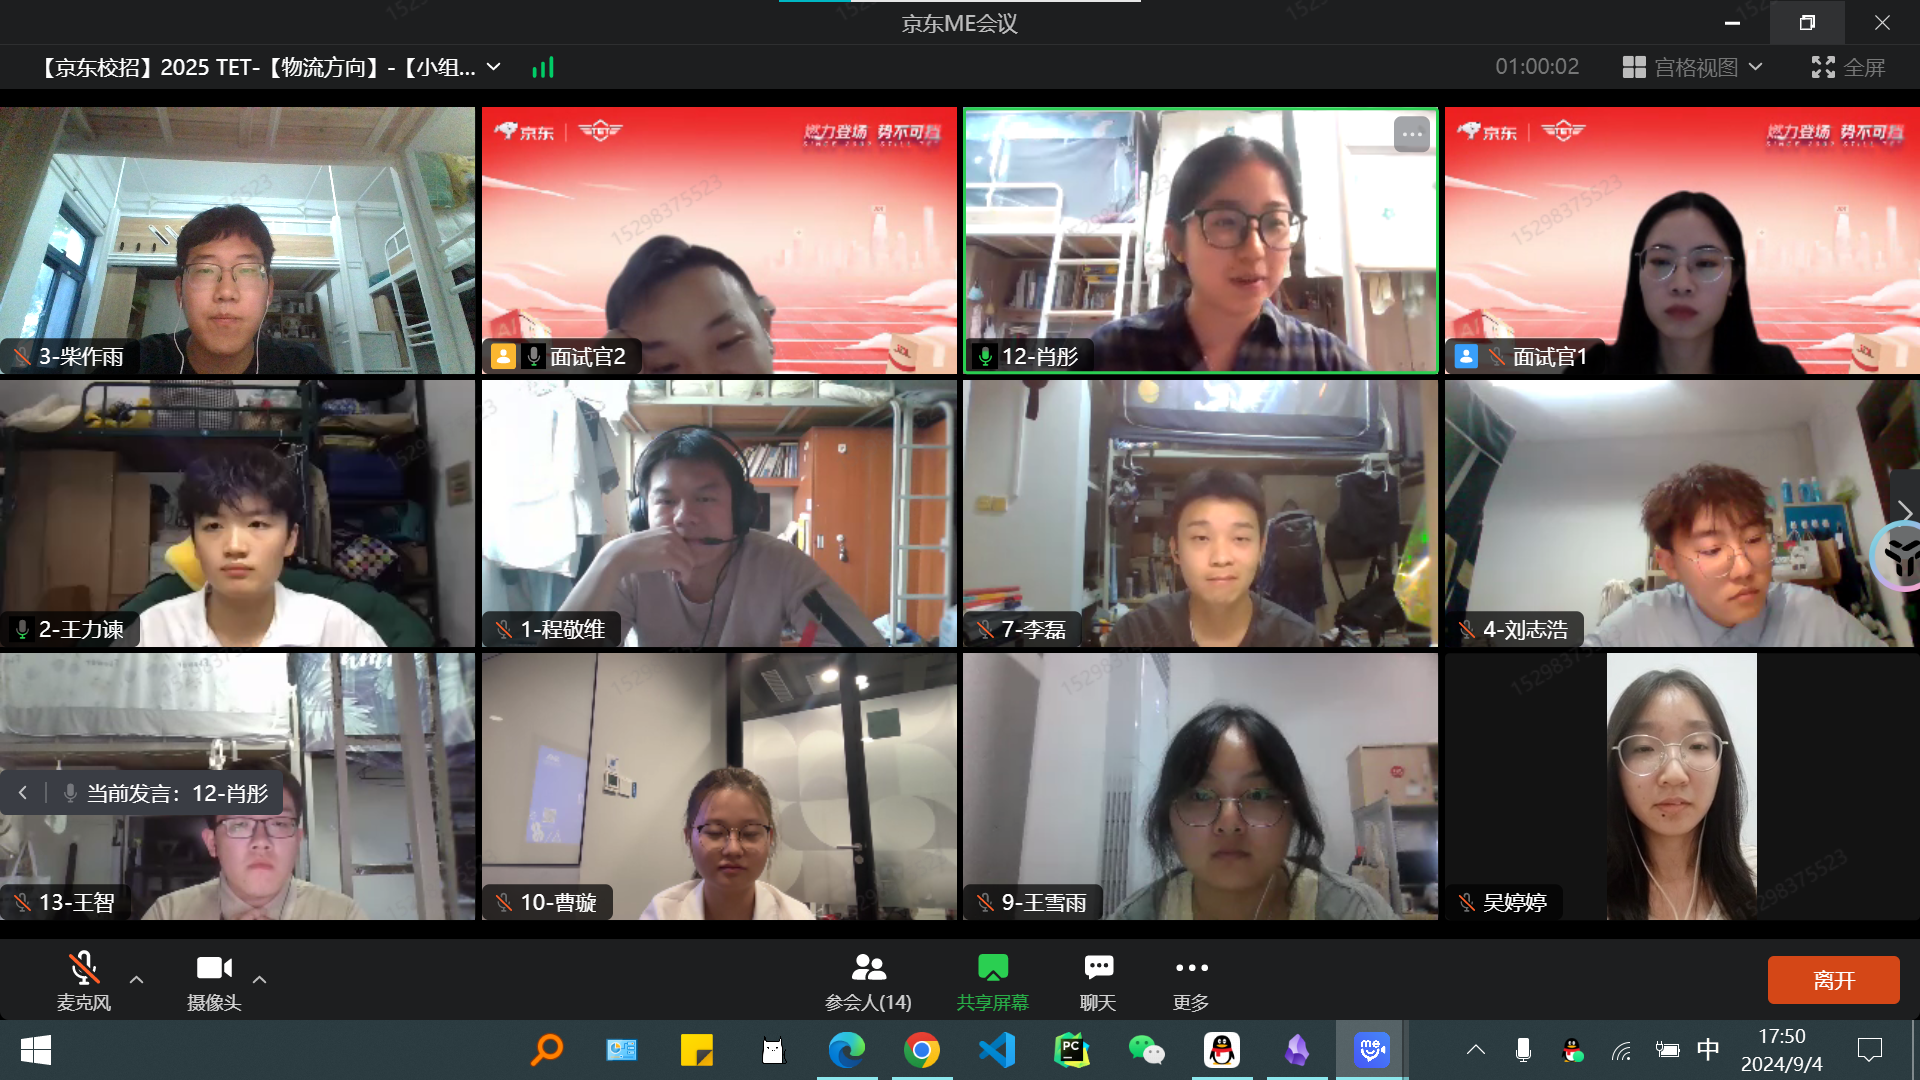 京东ME会议
【京东校招】2025 TET-【物流方向】-【小组...
01:00:02
宫格视图
全屏
京东
TET
燃力登场 势不可挡
京东
TET
燃力登场 势不可挡
3-柴作雨
面试官2
12-肖彤
面试官1
2-王力谏
1-程敬维
7-李磊
4-刘志浩
当前发言：12-肖彤
13-王智
10-曹璇
9-王雪雨
吴婷婷
15298375523
麦克风
摄像头
参会人(14)
共享屏幕
聊天
更多
离开
中
17:50
2024/9/4